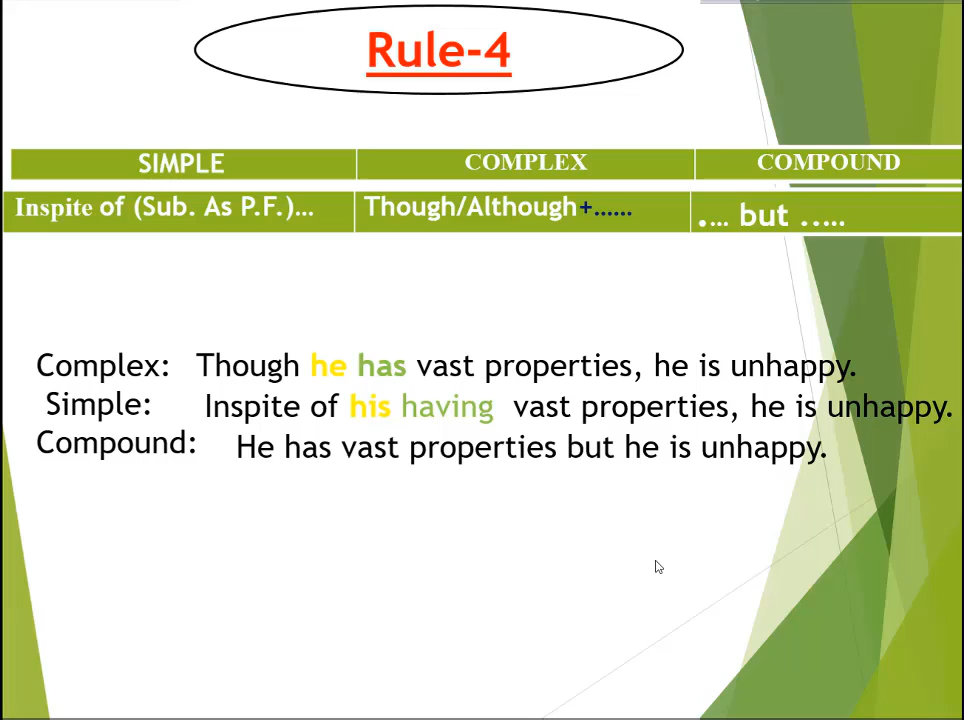 Rule-4
SIMPLE COMPLEX COMPOUND
Inspite of (Sub. As P.F.)... Though/Although+...... .... but .....
Complex: Though he has vast properties, he is unhappy.
Simple: Inspite of his having vast properties, he is unhappy.
Compound: He has vast properties but he is unhappy.